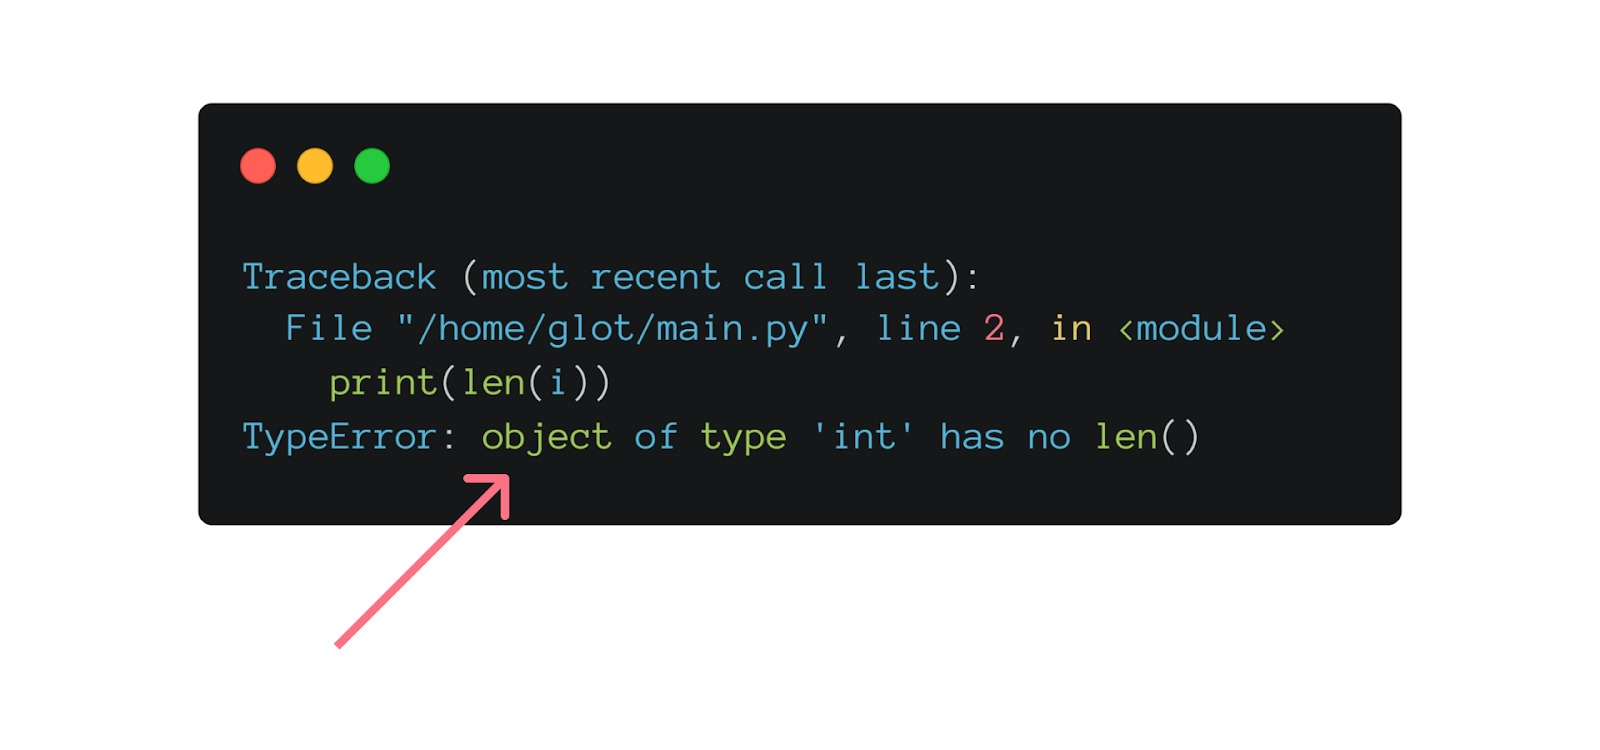 Traceback (most recent call last):
  File "/home/glot/main.py", line 2, in <module>
    print(len(i))
TypeError: object of type 'int' has no len()